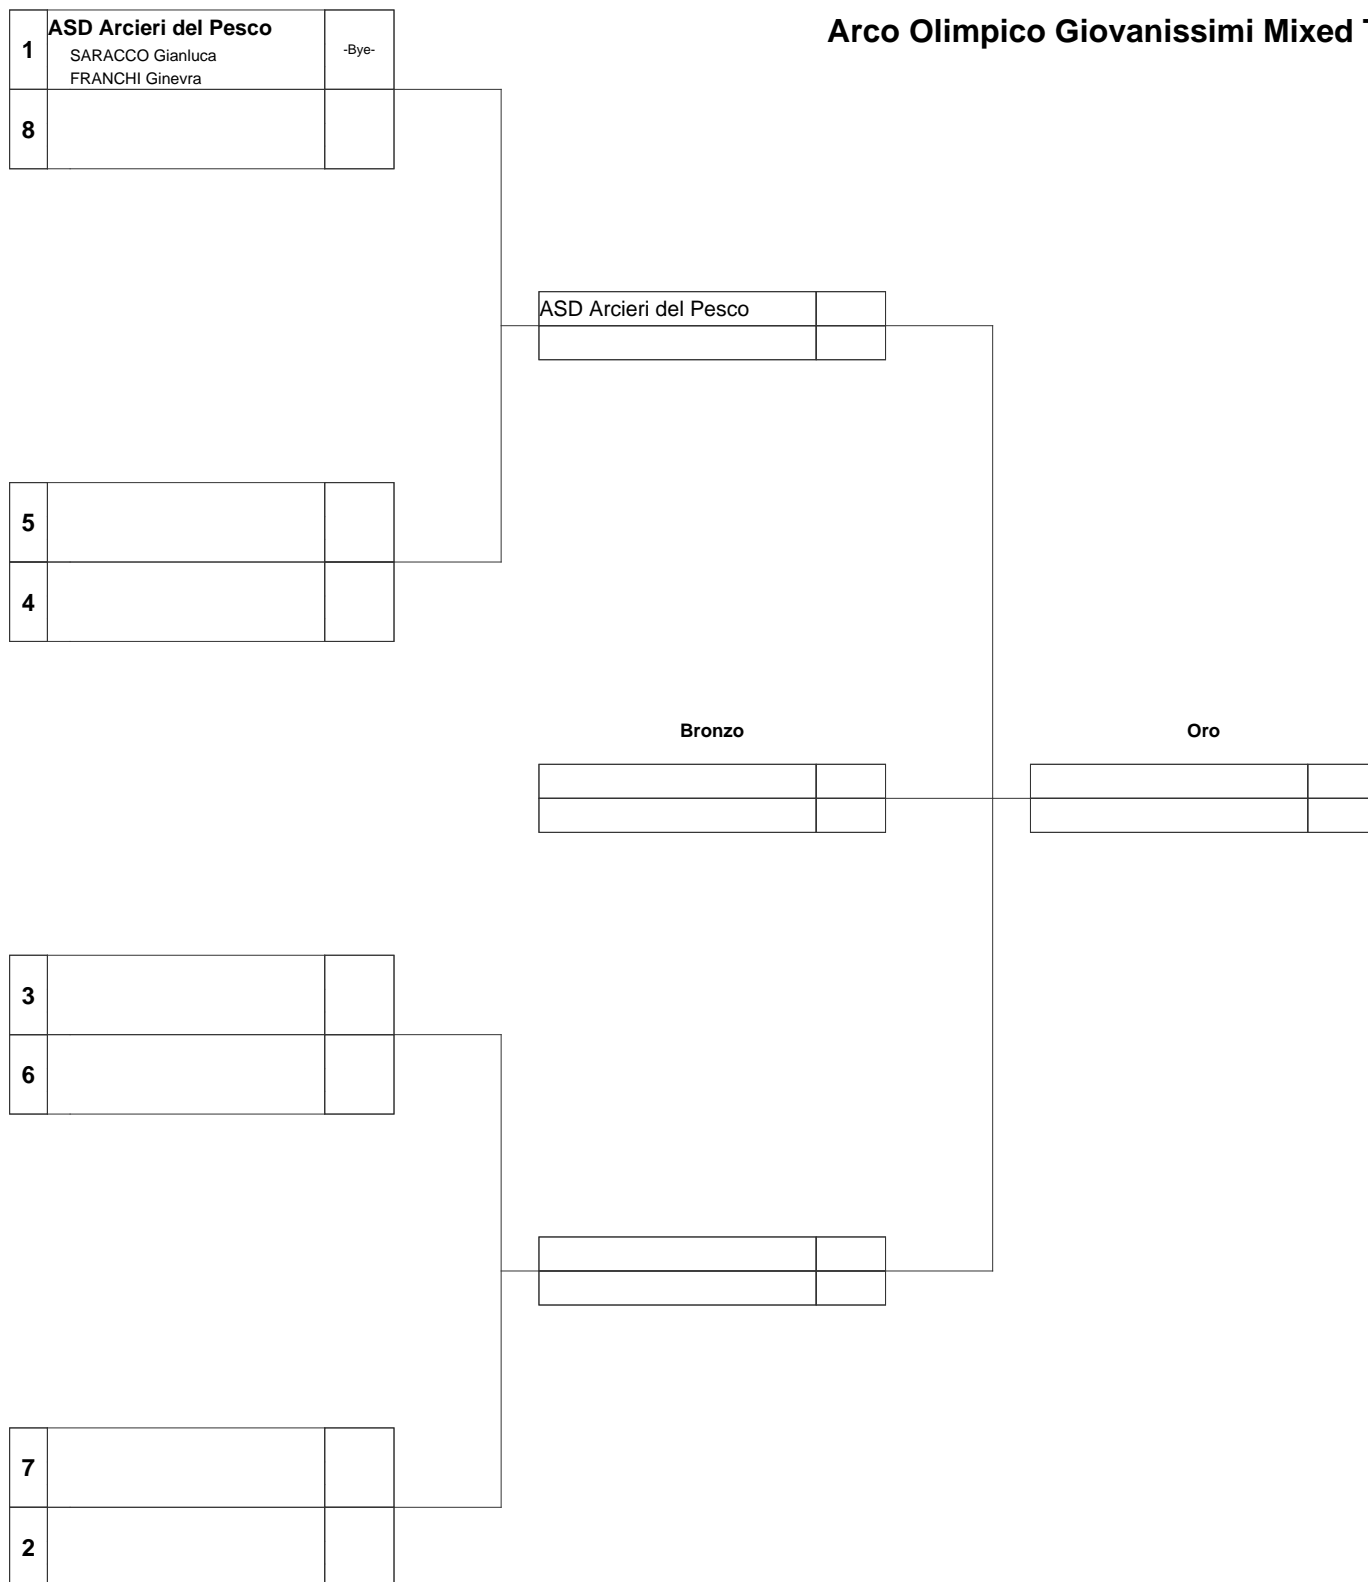 Arco Olimpico Giovanissimi Mixed
1
ASD Arcieri del Pesco
SARACCO Gianluca
FRANCHI Ginevra
-Bye-
8
ASD Arcieri del Pesco
5
4
Bronzo
Oro
3
6
7
2